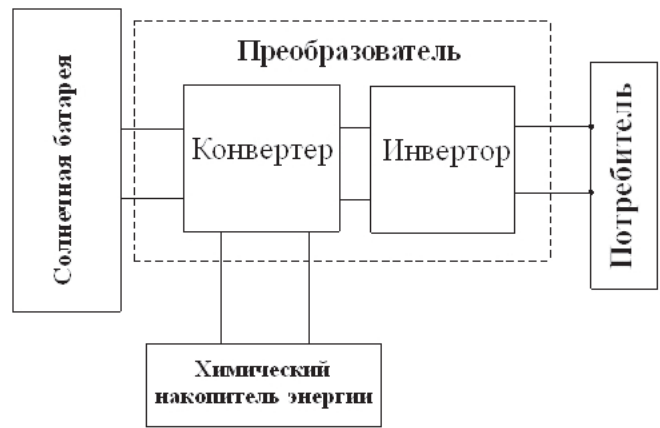 Преобразователь
Солнечная батарея
Конвертер
Инвертор
Потребитель
Химический
накопитель энергии